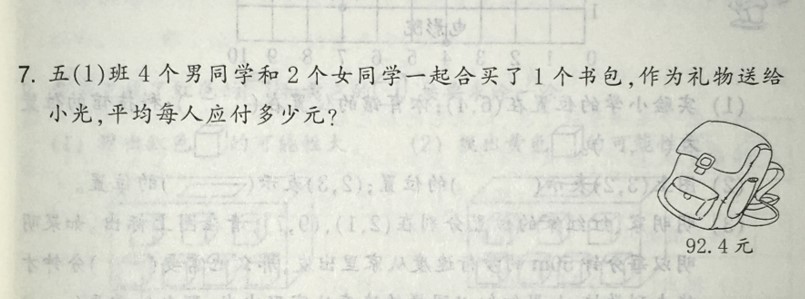 7. 五(1)班4个男同学和2个女同学一起合买了1个书包,作为礼物送给
小光,平均每人应付多少元?
92.4元